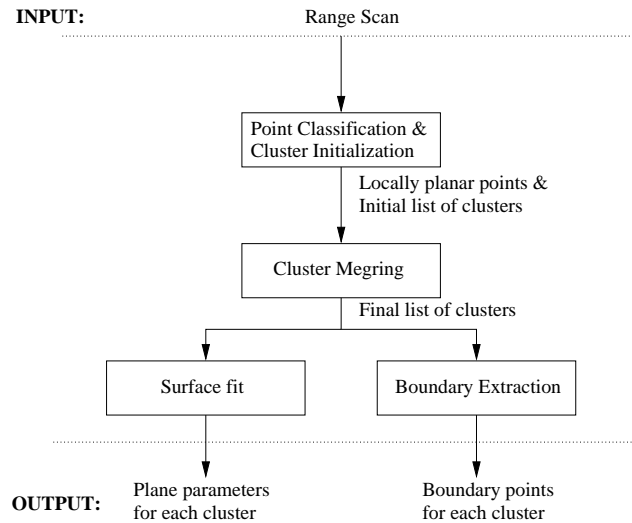 INPUT: Range Scan
Point Classification &
Cluster Initialization
Locally planar points &
Initial list of clusters
Cluster Megring
Final list of clusters
Surface fit
Boundary Extraction
OUTPUT:
Plane parameters
for each cluster
Boundary points
for each cluster